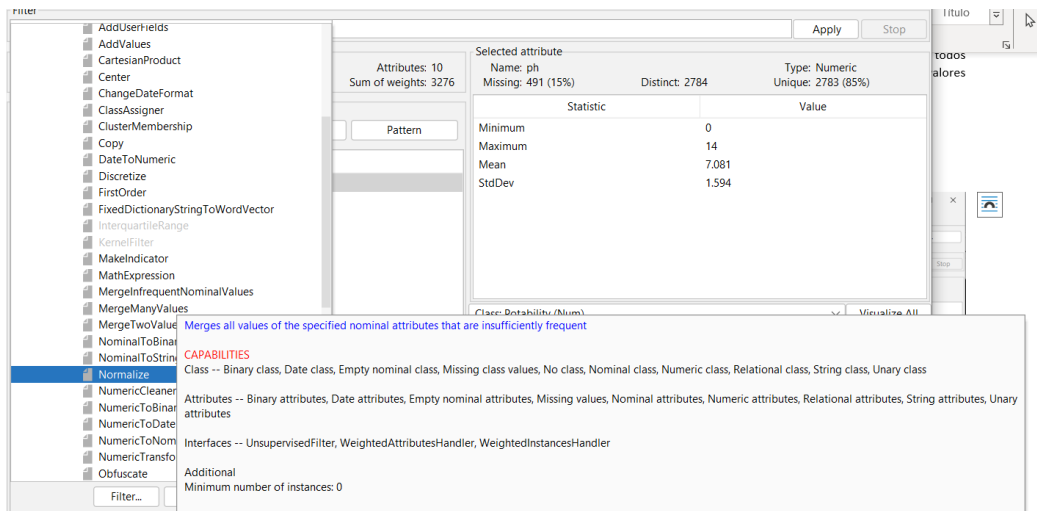 Filter
Apply
Stop
Título
AddUserFields
AddValues
CartesianProduct
Center
ChangeDateFormat
ClassAssigner
ClusterMembership
Copy
DateToNumeric
Discretize
FirstOrder
FixedDictionaryStringToWordVector
InterquartileRange
KernelFilter
MakeIndicator
MathExpression
MergeInfrequentNominalValues
MergeManyValues
MergeTwoValue
NominalToBinar
NominalToString
Normalize
NumericCleaner
NumericToBinar
NumericToDate
NumericToNom
NumericTransfo
Obfuscate
Filter...
Attributes: 10
Sum of weights: 3276
Pattern
Selected attribute
Name: ph
Type: Numeric
Missing: 491 (15%)
Distinct: 2784
Unique: 2783 (85%)
Statistic
Value
Minimum
0
Maximum
14
Mean
7.081
StdDev
1.594
Class: Potability (Num)
Visualize All
todos
alores
Stop
Merges all values of the specified nominal attributes that are insufficiently frequent
CAPABILITIES
Class -- Binary class, Date class, Empty nominal class, Missing class values, No class, Nominal class, Numeric class, Relational class, String class, Unary class
Attributes -- Binary attributes, Date attributes, Empty nominal attributes, Missing values, Nominal attributes, Numeric attributes, Relational attributes, String attributes, Unary
attributes
Interfaces -- UnsupervisedFilter, WeightedAttributesHandler, WeightedInstancesHandler
Additional
Minimum number of instances: 0